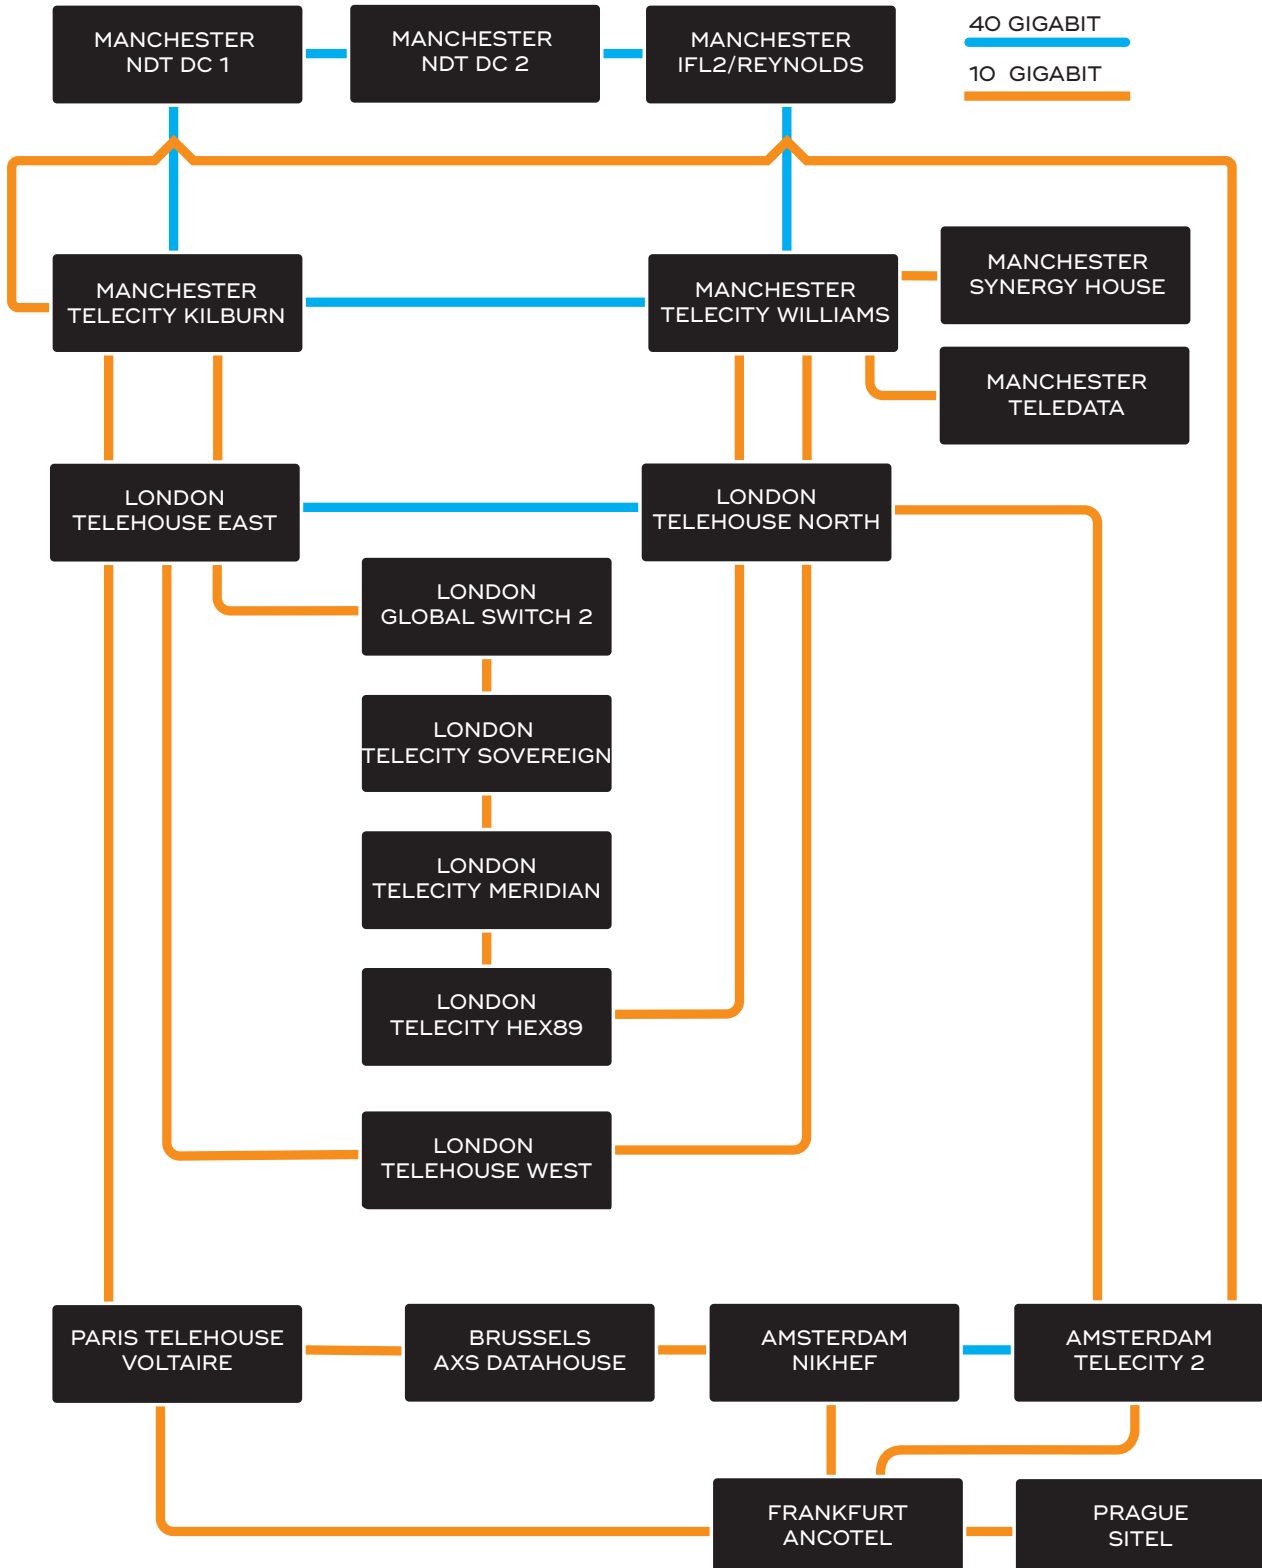 MANCHESTER
NDT DC 1
MANCHESTER
NDT DC 2
MANCHESTER
IFL2/REYNOLDS
40 GIGABIT
10 GIGABIT
MANCHESTER
TELECITY KILBURN
MANCHESTER
TELECITY WILLIAMS
MANCHESTER
SYNERGY HOUSE
MANCHESTER
TELEDATA
LONDON
TELEHOUSE EAST
LONDON
TELEHOUSE NORTH
LONDON
GLOBAL SWITCH 2
LONDON
TELECITY SOVEREIGN
LONDON
TELECITY MERIDIAN
LONDON
TELECITY HEX89
LONDON
TELEHOUSE WEST
PARIS TELEHOUSE
VOLTAIRE
BRUSSELS
AXS DATAHOUSE
AMSTERDAM
NIKHEF
AMSTERDAM
TELECITY 2
FRANKFURT
ANCOTEL
PRAGUE
SITEL